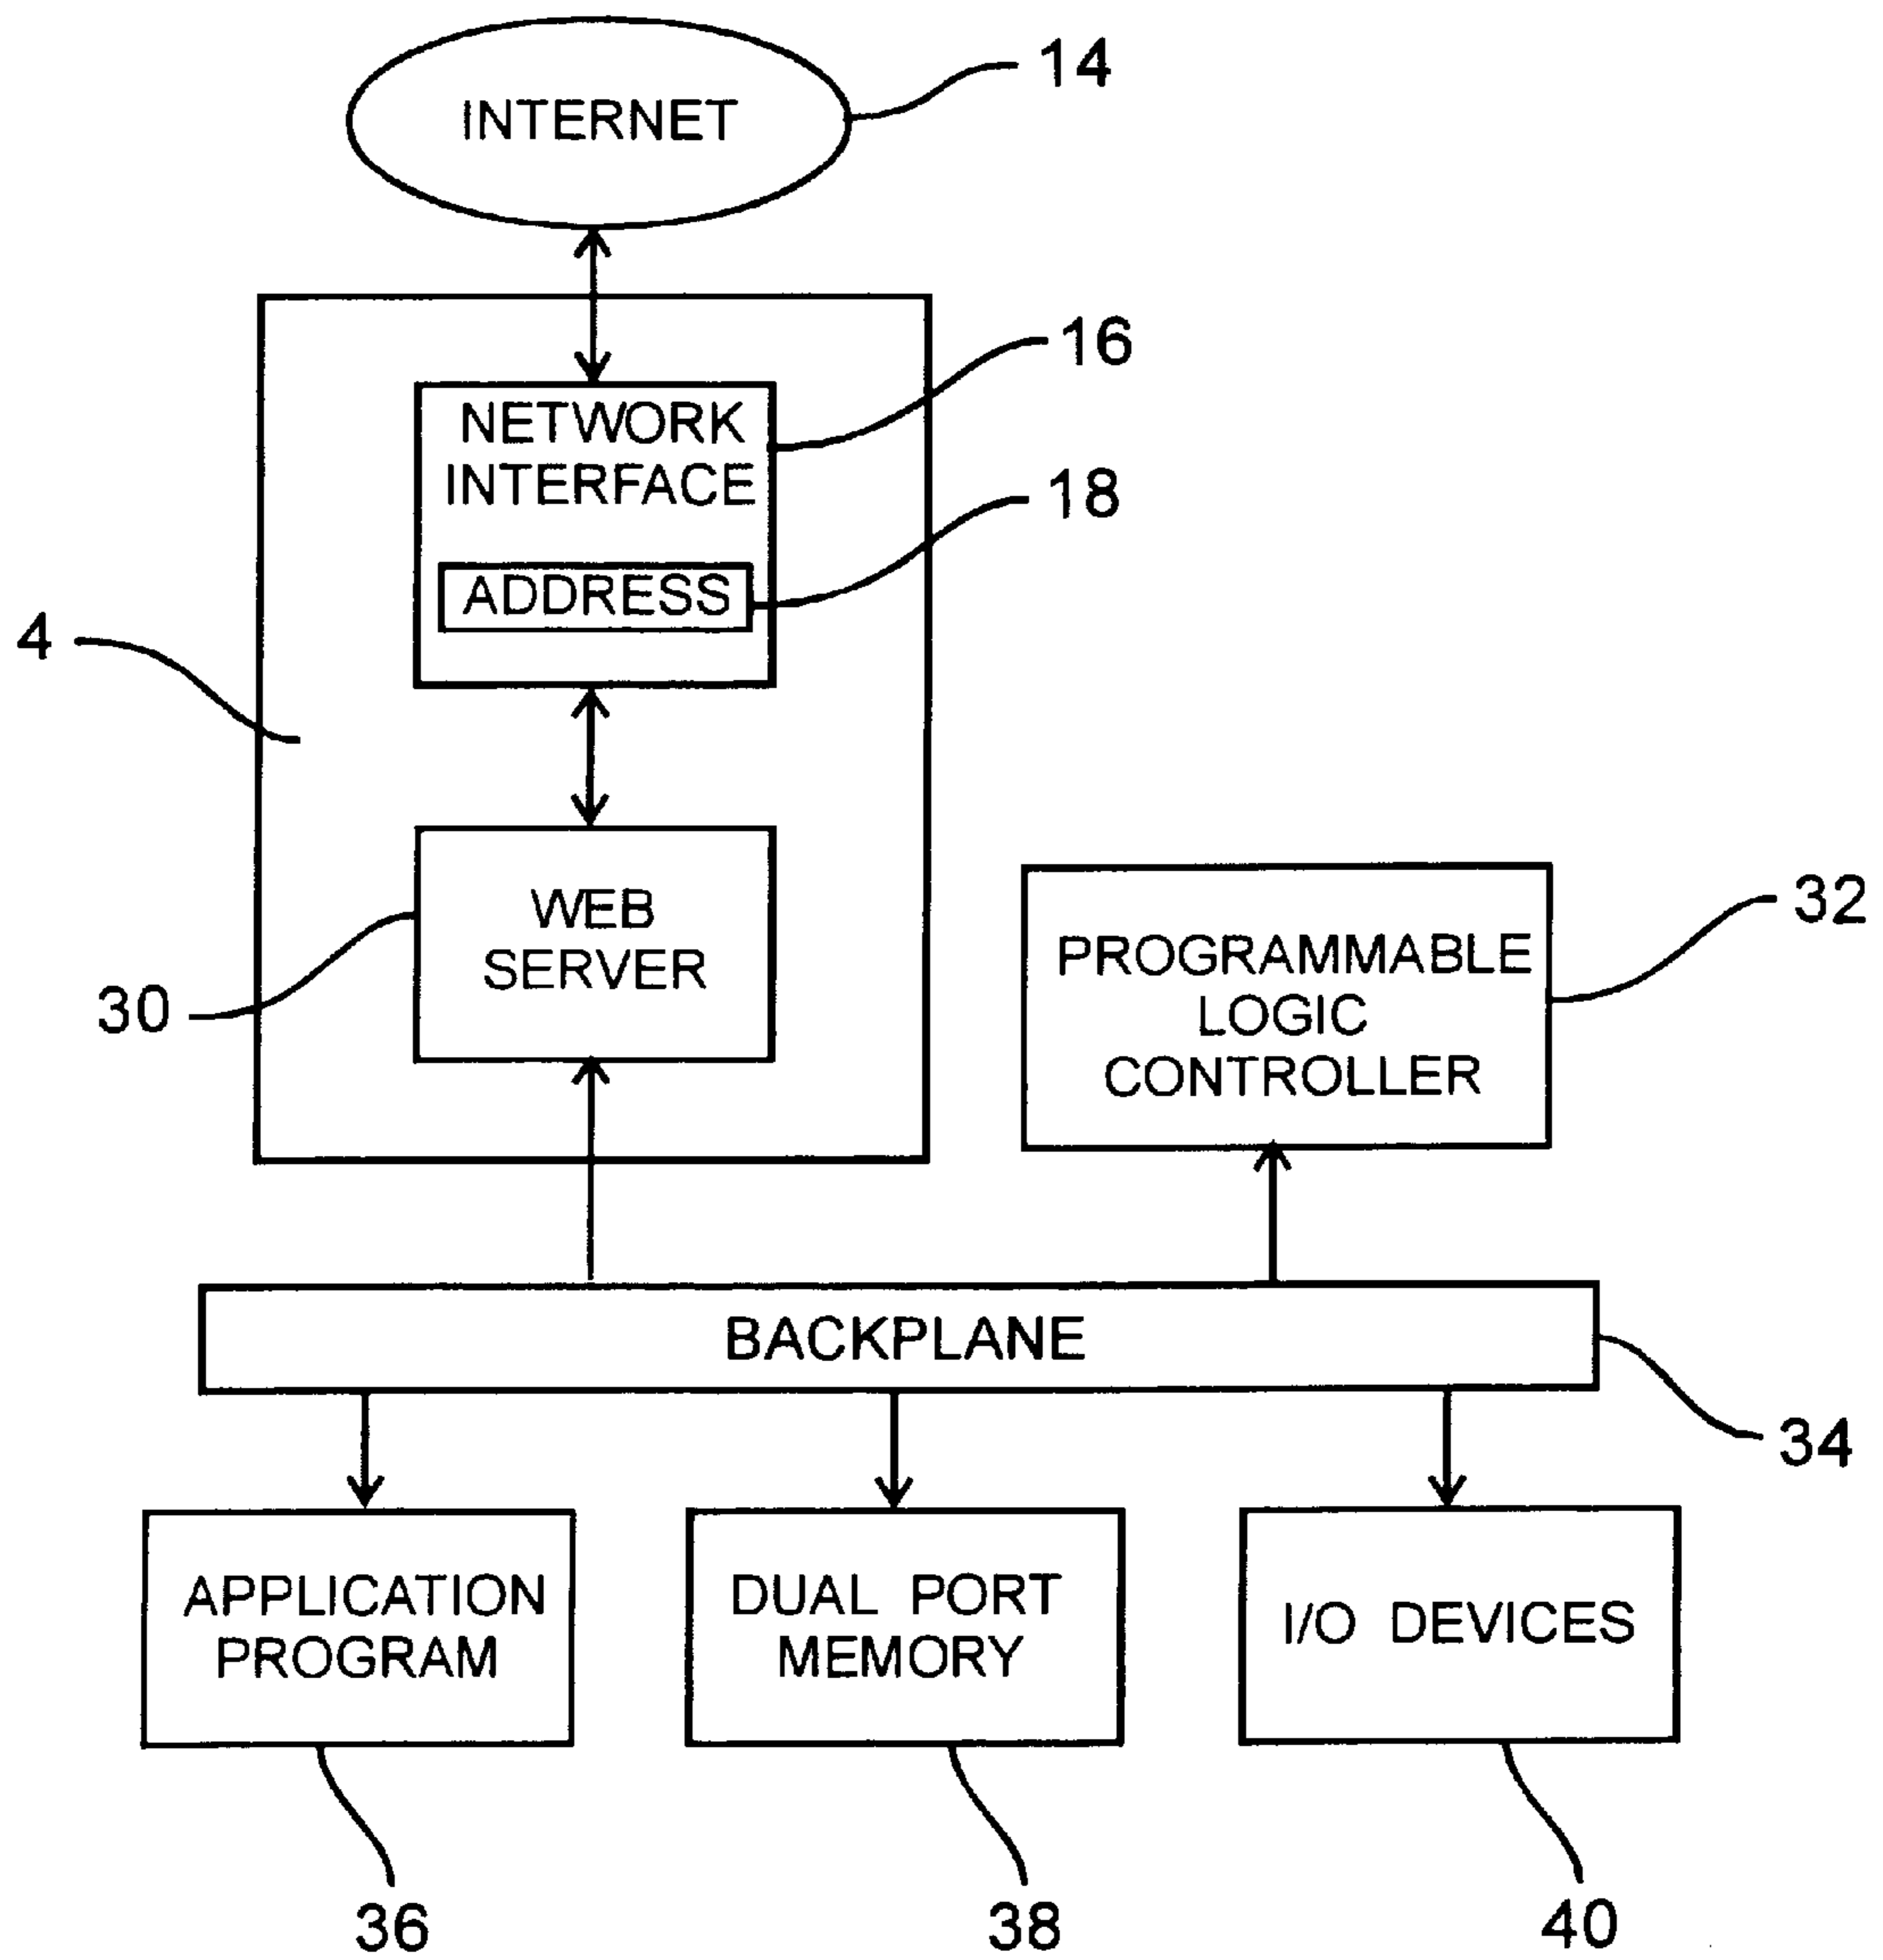 INTERNET
14
16
NETWORK
INTERFACE
18
ADDRESS
4
WEB
SERVER
30
32
PROGRAMMABLE
LOGIC
CONTROLLER
BACKPLANE
34
APPLICATION
PROGRAM
DUAL PORT
MEMORY
I/O DEVICES
36
38
40